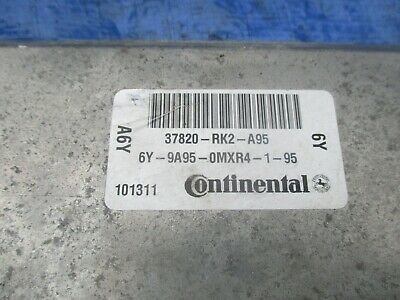 A6Y
37820-RK2-A95
6Y-9A95-0MXR4-1-95
6Y
101311 Continental